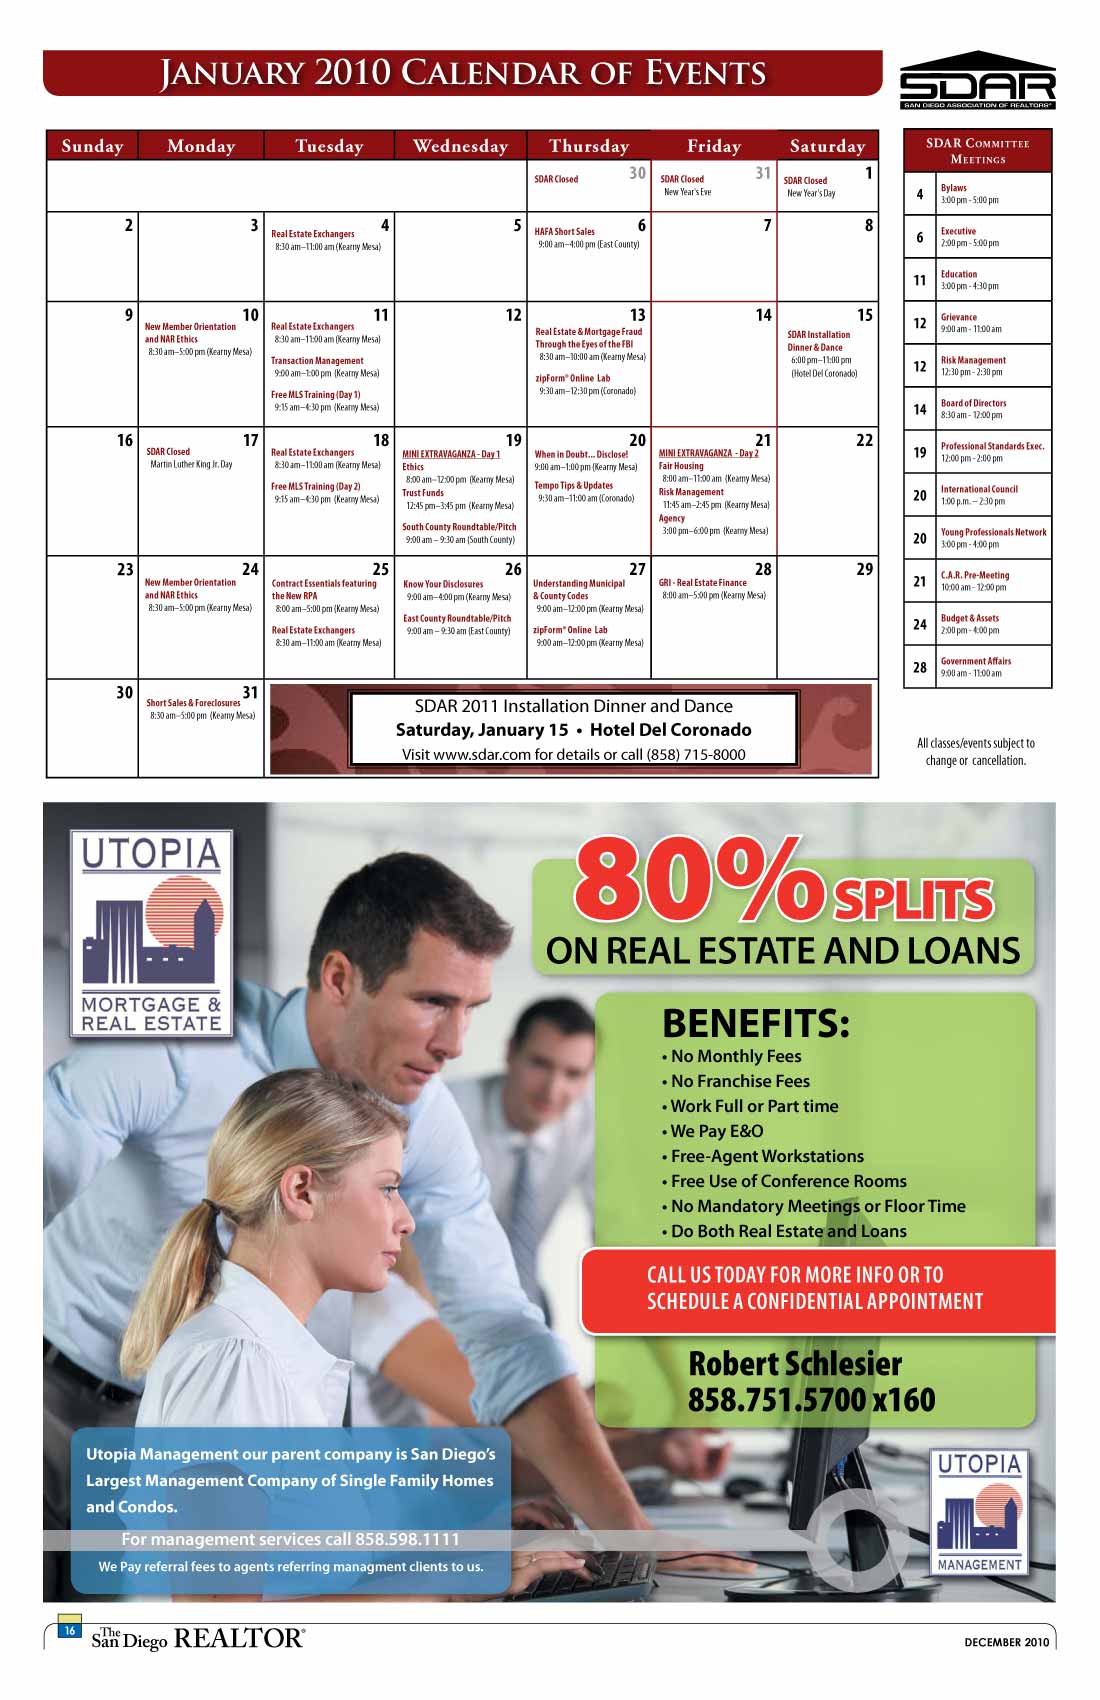 JANUARY 2010 CALENDAR OF EVENTS
SDAR
SAN DIEGO ASSOCIATION OF REALTORS®
Sunday Monday Tuesday Wednesday Thursday Friday Saturday
30
SDAR Closed
31
SDAR Closed
New Year's Eve
1
SDAR Closed
New Year's Day
2
3
4
Real Estate Exchangers
8:30 am–11:00 am (Kearny Mesa)
5
6
HAFA Short Sales
9:00 am–4:00 pm (East County)
7
8
9
10
New Member Orientation
and NAR Ethics
8:30 am–5:00 pm (Kearny Mesa)
11
Real Estate Exchangers
8:30 am–11:00 am (Kearny Mesa)
Transaction Management
9:00 am–1:00 pm (Kearny Mesa)
Free MLS Training (Day 1)
9:15 am–4:30 pm (Kearny Mesa)
12
13
Real Estate & Mortgage Fraud
Through the Eyes of the FBI
8:30 am–10:00 am (Kearny Mesa)
zipForm® Online Lab
9:30 am–12:30 pm (Coronado)
14
15
SDAR Installation
Dinner & Dance
6:00 pm–11:00 pm
(Hotel Del Coronado)
16
17
SDAR Closed
Martin Luther King Jr. Day
18
Real Estate Exchangers
8:30 am–11:00 am (Kearny Mesa)
Free MLS Training (Day 2)
9:15 am–4:30 pm (Kearny Mesa)
19
MINI EXTRAVAGANZA - Day 1
Ethics
8:00 am–12:00 pm (Kearny Mesa)
Trust Funds
12:45 pm–3:45 pm (Kearny Mesa)
South County Roundtable/Pitch
9:00 am – 9:30 am (South County)
20
When in Doubt... Disclose!
9:00 am–1:00 pm (Kearny Mesa)
Tempo Tips & Updates
9:30 am–11:00 am (Coronado)
21
MINI EXTRAVAGANZA - Day 2
Fair Housing
8:00 am–11:00 am (Kearny Mesa)
Risk Management
11:45 am–2:45 pm (Kearny Mesa)
Agency
3:00 pm–6:00 pm (Kearny Mesa)
22
23
24
New Member Orientation
and NAR Ethics
8:30 am–5:00 pm (Kearny Mesa)
25
Contract Essentials featuring
the New RPA
8:00 am–5:00 pm (Kearny Mesa)
Real Estate Exchangers
8:30 am–11:00 am (Kearny Mesa)
26
Know Your Disclosures
9:00 am–4:00 pm (Kearny Mesa)
East County Roundtable/Pitch
9:00 am – 9:30 am (East County)
27
Understanding Municipal
& County Codes
9:00 am–12:00 pm (Kearny Mesa)
zipForm® Online Lab
9:00 am–12:00 pm (Kearny Mesa)
28
GRI - Real Estate Finance
8:00 am–5:00 pm (Kearny Mesa)
29
30
31
Short Sales & Foreclosures
8:30 am–5:00 pm (Kearny Mesa)
SDAR 2011 Installation Dinner and Dance
Saturday, January 15 • Hotel Del Coronado
Visit www.sdar.com for details or call (858) 715-8000
SDAR COMMITTEE
MEETINGS
4 Bylaws
3:00 pm - 5:00 pm
6 Executive
2:00 pm - 5:00 pm
11 Education
3:00 pm - 4:30 pm
12 Grievance
9:00 am - 11:00 am
12 Risk Management
12:30 pm - 2:30 pm
14 Board of Directors
8:30 am - 12:00 pm
19 Professional Standards Exec.
12:00 pm - 2:00 pm
20 International Council
1:00 p.m. – 2:30 pm
20 Young Professionals Network
3:00 pm - 4:00 pm
21 C.A.R. Pre-Meeting
10:00 am - 12:00 pm
24 Budget & Assets
2:00 pm - 4:00 pm
28 Government Affairs
9:00 am - 11:00 am
All classes/events subject to
change or cancellation.
UTOPIA
MORTGAGE &
REAL ESTATE
80% SPLITS
ON REAL ESTATE AND LOANS
BENEFITS:
• No Monthly Fees
• No Franchise Fees
• Work Full or Part time
• We Pay E&O
• Free-Agent Workstations
• Free Use of Conference Rooms
• No Mandatory Meetings or Floor Time
• Do Both Real Estate and Loans
CALL US TODAY FOR MORE INFO OR TO
SCHEDULE A CONFIDENTIAL APPOINTMENT
Robert Schlesier
858.751.5700 x160
Utopia Management our parent company is San Diego's
Largest Management Company of Single Family Homes
and Condos.
For management services call 858.598.1111
We Pay referral fees to agents referring managment clients to us.
UTOPIA
MANAGEMENT
16
The San Diego REALTOR®
DECEMBER 2010